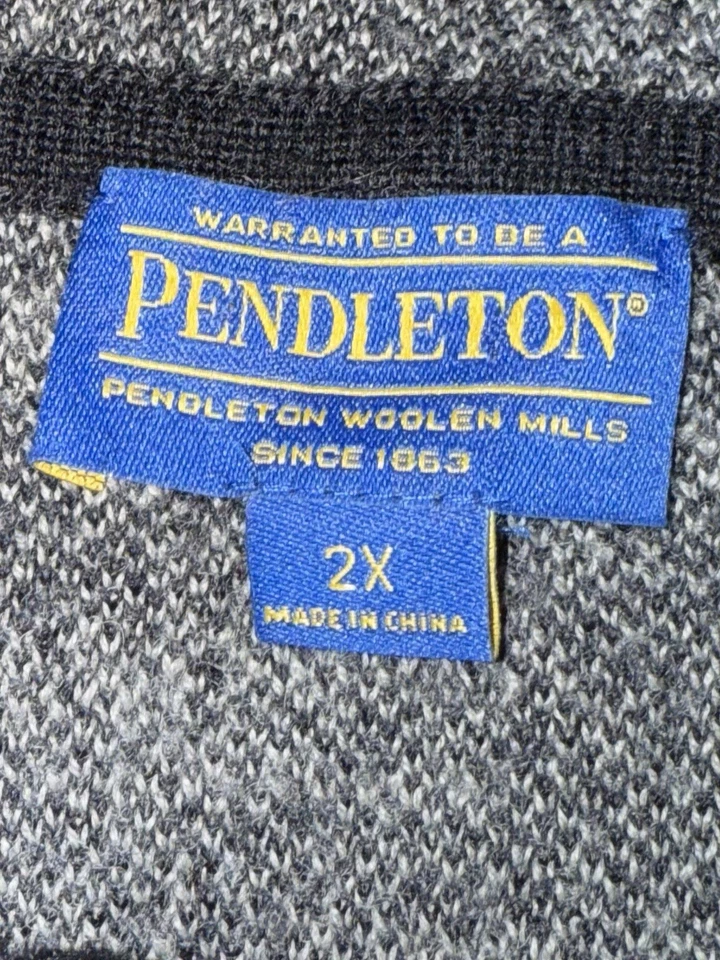 WARRANTED TO BE A
PENDLETON®
PENDLETON WOOLEN MILLS
SINCE 1863
2X
MADE IN CHINA